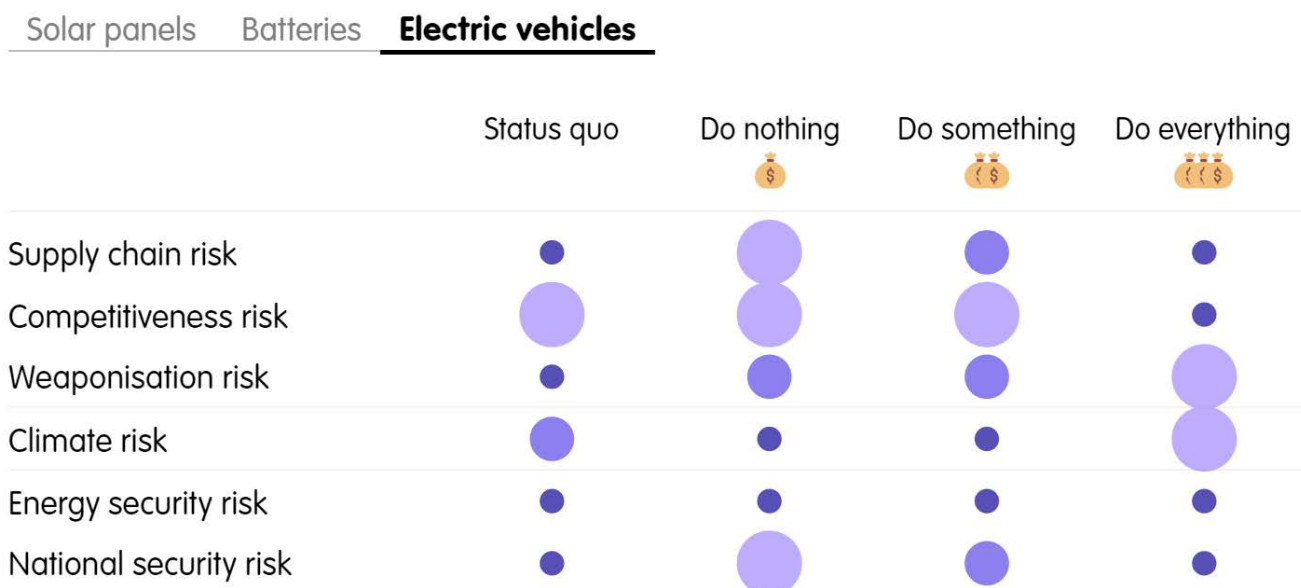 Solar panels Batteries Electric vehicles
Status quo Do nothing Do something Do everything
$ $ $
Supply chain risk
Competitiveness risk
Weaponisation risk
Climate risk
Energy security risk
National security risk